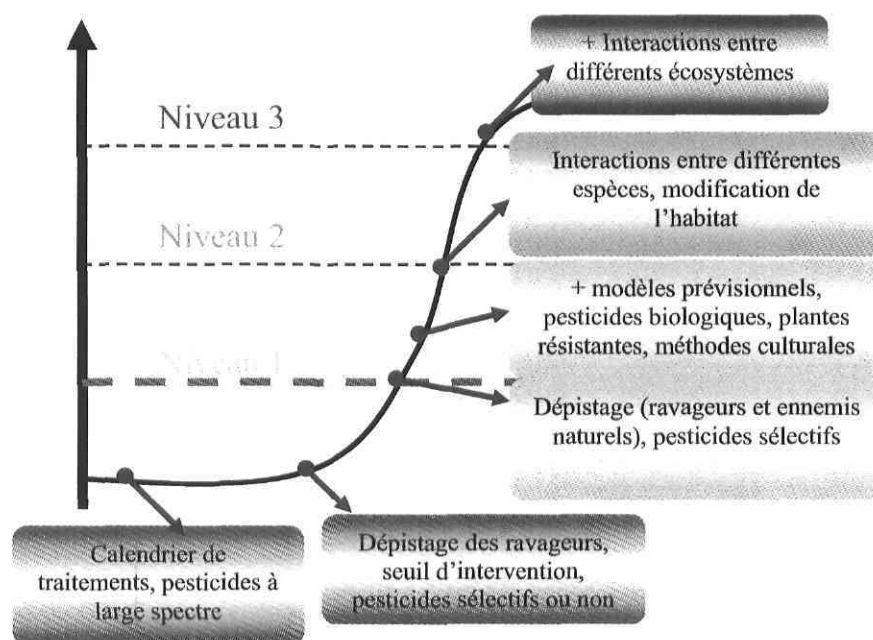 + Interactions entre
différents écosystèmes
Niveau 3
Interactions entre différentes
espèces, modification de
l'habitat
Niveau 2
+ modèles prévisionnels,
pesticides biologiques, plantes
résistantes, méthodes culturales
Niveau 1
Dépistage (ravageurs et ennemis
naturels), pesticides sélectifs
Calendrier de
traitements, pesticides à
large spectre
Dépistage des ravageurs,
seuil d'intervention,
pesticides sélectifs ou non